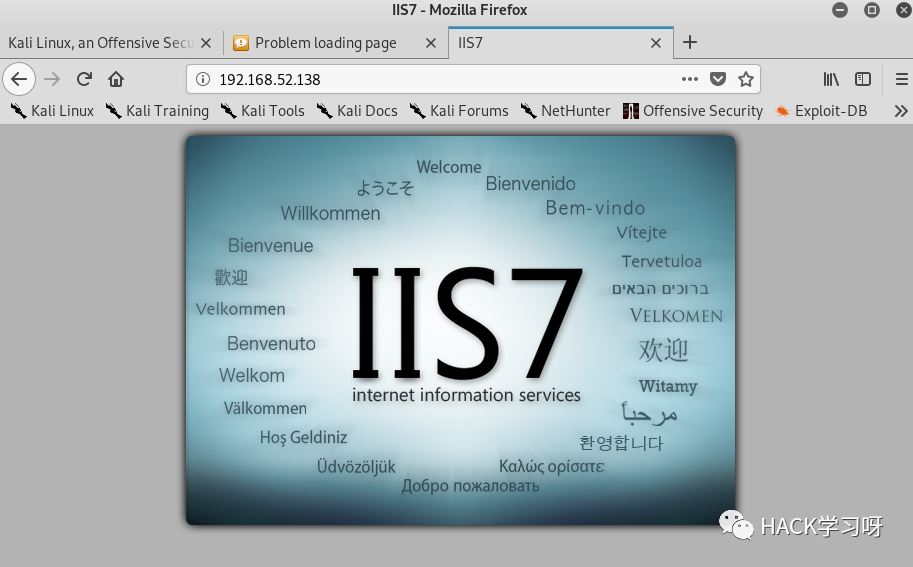 IIS7 - Mozilla Firefox
Kali Linux, an Offensive Secu
Problem loading page
IIS7
192.168.52.138
Kali Linux
Kali Training
Kali Tools
Kali Docs
Kali Forums
NetHunter
Offensive Security
Exploit-DB
Welcome
ようこそ
Bienvenido
Willkommen
Bem-vindo
Vítejte
Bienvenue
Tervetuloa
歡迎
ברוכים הבאים
Velkommen
VELKOMEN
Benvenuto
欢迎
Welkom
Witamy
Välkommen
مرحباً
Hoş Geldiniz
환영합니다
Üdvözöljük
Καλώς ορίσατε
Добро пожаловать
IIS7
internet information services
HACK学习呀